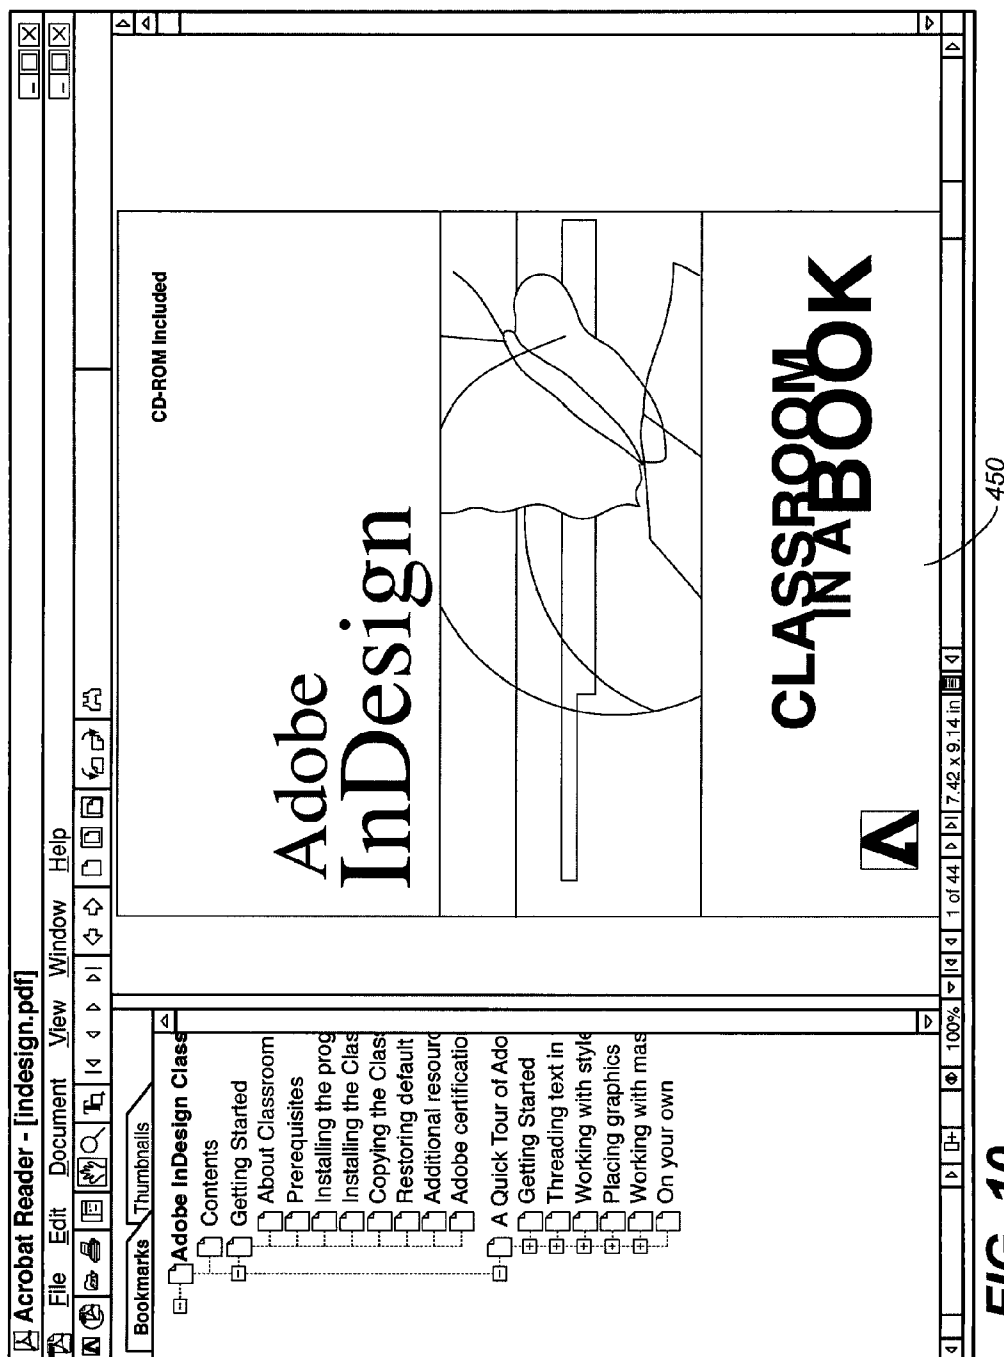 Acrobat Reader - [indesign.pdf]
File Edit Document View Window Help
Bookmarks Thumbnails
Adobe InDesign Class
Contents
Getting Started
About Classroom
Prerequisites
Installing the prog
Installing the Clas
Copying the Class
Restoring default
Additional resourc
Adobe certificatio
A Quick Tour of Ado
Getting Started
Threading text in
Working with style
Placing graphics
Working with mas
On your own
CD-ROM Included
Adobe
InDesign
CLASSROOM
IN A BOOK
100% 1 of 44 7.42 x 9.14 in
450